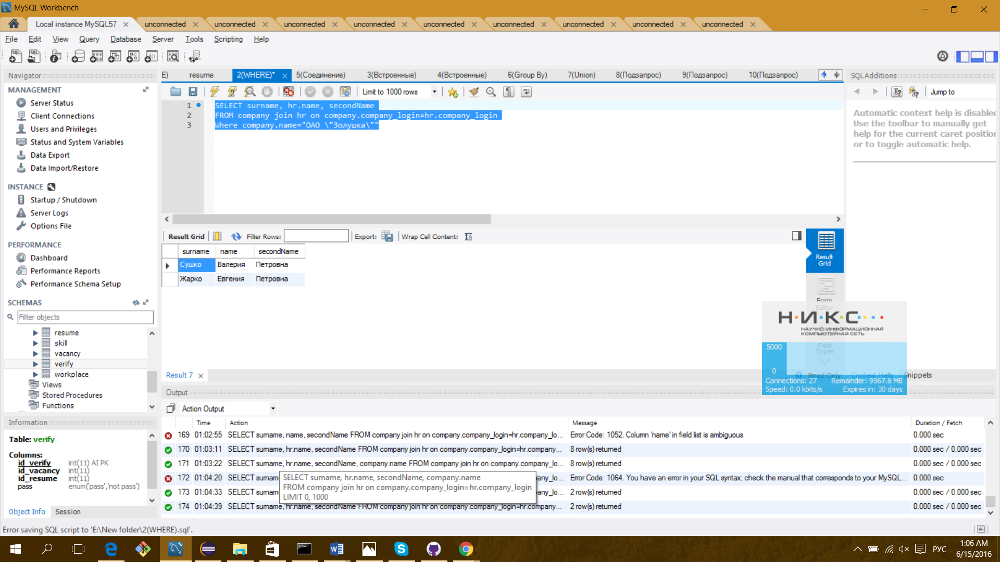 MySQL Workbench
Local instance MySQL57 unconnected unconnected unconnected unconnected unconnected unconnected unconnected unconnected unconnected
File Edit View Query Database Server Tools Scripting Help
Navigator
MANAGEMENT
Server Status
Client Connections
Users and Privileges
Status and System Variables
Data Export
Data Import/Restore
INSTANCE
Startup / Shutdown
Server Logs
Options File
PERFORMANCE
Dashboard
Performance Reports
Performance Schema Setup
SCHEMAS
Filter objects
resume
skill
vacancy
verify
workplace
Views
Stored Procedures
Functions
Information
Table: verify
Columns:
id_verify int(11) AI PK
id_vacancy int(11)
id_resume int(11)
pass enum('pass','not pass')
Object Info Session
E) resume 2(WHERE)* 5(Соединение) 3(Встроенные) 4(Встроенные) 6(Group By) 7(Union) 8(Подзапрос) 9(Подзапрос) 10(Подзапрос)
Limit to 1000 rows
1 SELECT surname, hr.name, secondName
2 FROM company join hr on company.company_login=hr.company_login
3 Where company.name="ОАО \"Золушка\""
Result Grid Filter Rows: Export: Wrap Cell Content:
surname name secondName
Сушко Валерия Петровна
Жарко Евгения Петровна
Result Grid
Form Editor
Field Types
Result 7
Read Only Context Help Snippets
SQLAdditions
Jump to
Automatic context help is disabled
Use the toolbar to manually get
help for the current caret position
or to toggle automatic help.
Н·И·К·С
НАУЧНО-ИНФОРМАЦИОННАЯ
КОМПЬЮТЕРНАЯ СЕТЬ
5000
0
Connections: 27 Remainder: 9567.8 MB
Speed: 0.0 kbits/s Expires in: 30 days
Output
Action Output
Time Action Message Duration / Fetch
169 01:02:55 SELECT surname, name, secondName FROM company join hr on company.company_login=hr.company_lo... Error Code: 1052. Column 'name' in field list is ambiguous 0.000 sec
170 01:03:11 SELECT surname, hr.name, secondName FROM company join hr on company.company_login=hr.company... 8 row(s) returned 0.000 sec / 0.000 sec
171 01:03:22 SELECT surname, hr.name, secondName, company.name FROM company join hr on company.company_lo... 8 row(s) returned 0.000 sec / 0.000 sec
172 01:04:20 SELECT surname Error Code: 1064. You have an error in your SQL syntax; check the manual that corresponds to your MySQL... 0.000 sec
173 01:04:33 SELECT surname 2 row(s) returned 0.000 sec / 0.000 sec
174 01:04:39 SELECT surname, hr.name, secondName FROM company join hr on company.company_login=hr.company... 2 row(s) returned 0.000 sec / 0.000 sec
SELECT surname, hr.name, secondName, company.name
FROM company join hr on company.company_login=hr.company_login
LIMIT 0, 1000
Error saving SQL script to 'E:\New folder\2(WHERE).sql'.
РУС
1:06 AM
6/15/2016